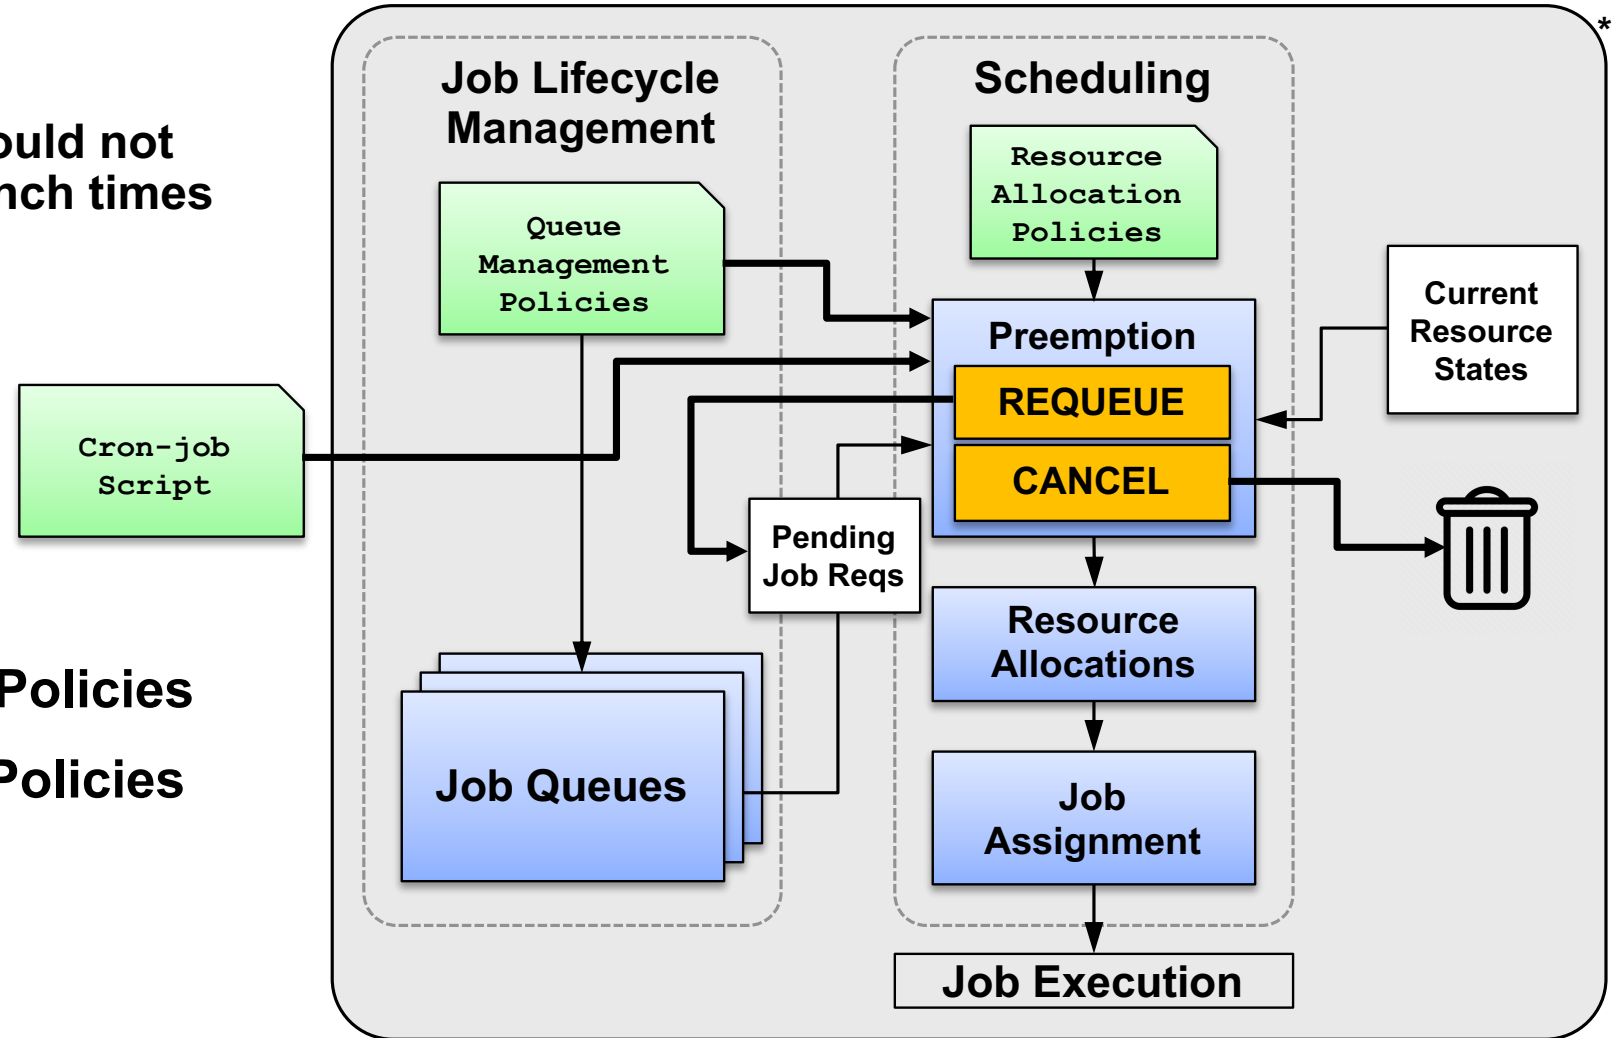 *
Job Lifecycle
Management
Scheduling
ould not
nch times
Resource
Allocation
Policies
Queue
Management
Policies
Current
Resource
States
Preemption
REQUEUE
CANCEL
Cron-job
Script
Pending
Job Reqs
Resource
Allocations
Policies
Policies
Job Queues
Job
Assignment
Job Execution